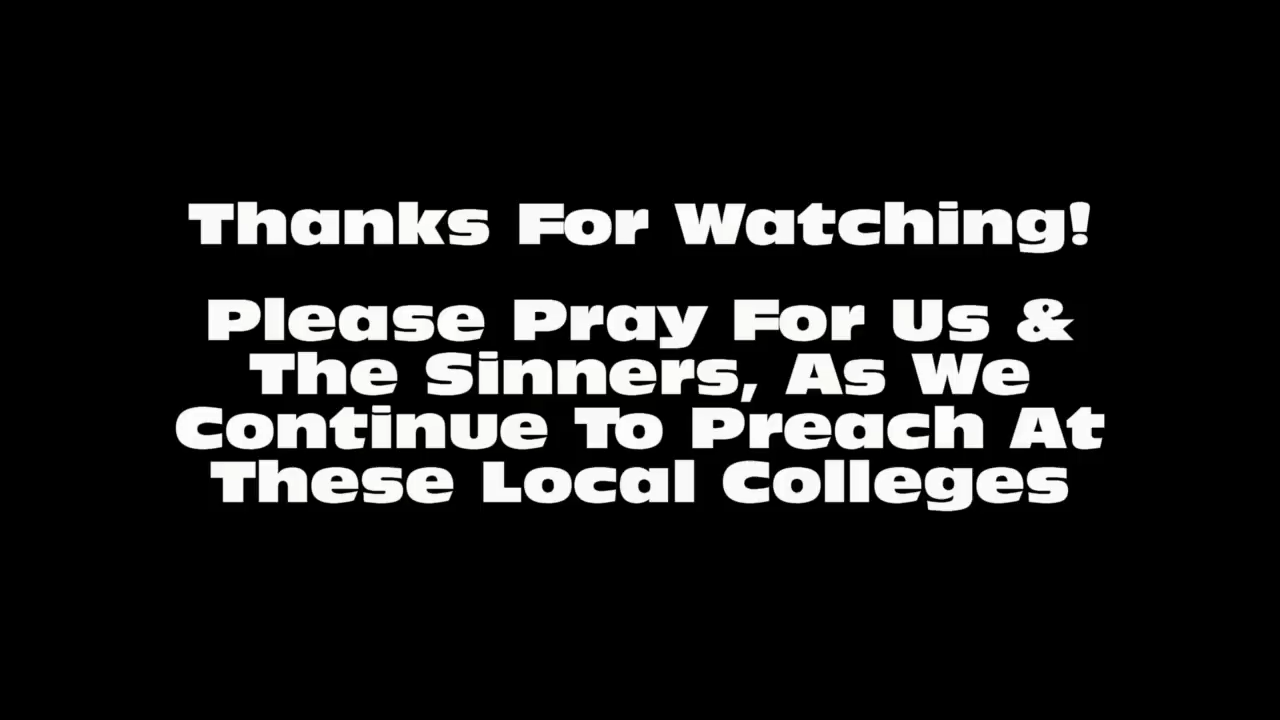 Thanks For Watching!
Please Pray For Us &
The Sinners, As We
Continue To Preach At
These Local Colleges